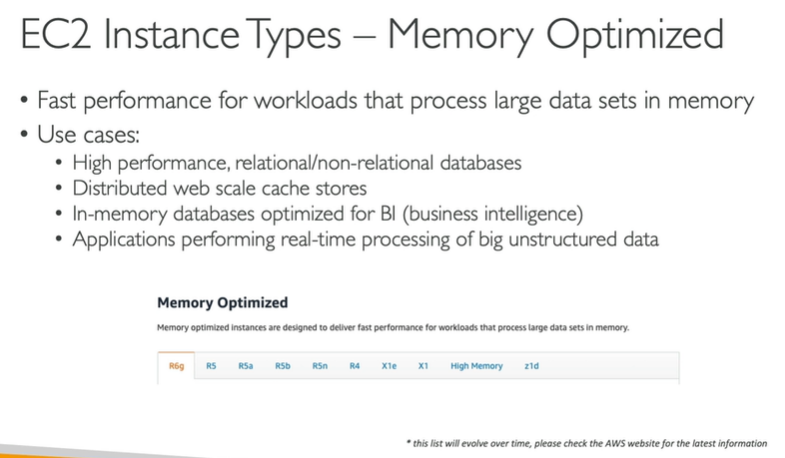 EC2 Instance Types – Memory Optimized
• Fast performance for workloads that process large data sets in memory
• Use cases:
• High performance, relational/non-relational databases
• Distributed web scale cache stores
• In-memory databases optimized for BI (business intelligence)
• Applications performing real-time processing of big unstructured data
Memory Optimized
Memory optimized instances are designed to deliver fast performance for workloads that process large data sets in memory.
R6g R5 R5a R5b R5n R4 X1e X1 High Memory z1d
* this list will evolve over time, please check the AWS website for the latest information